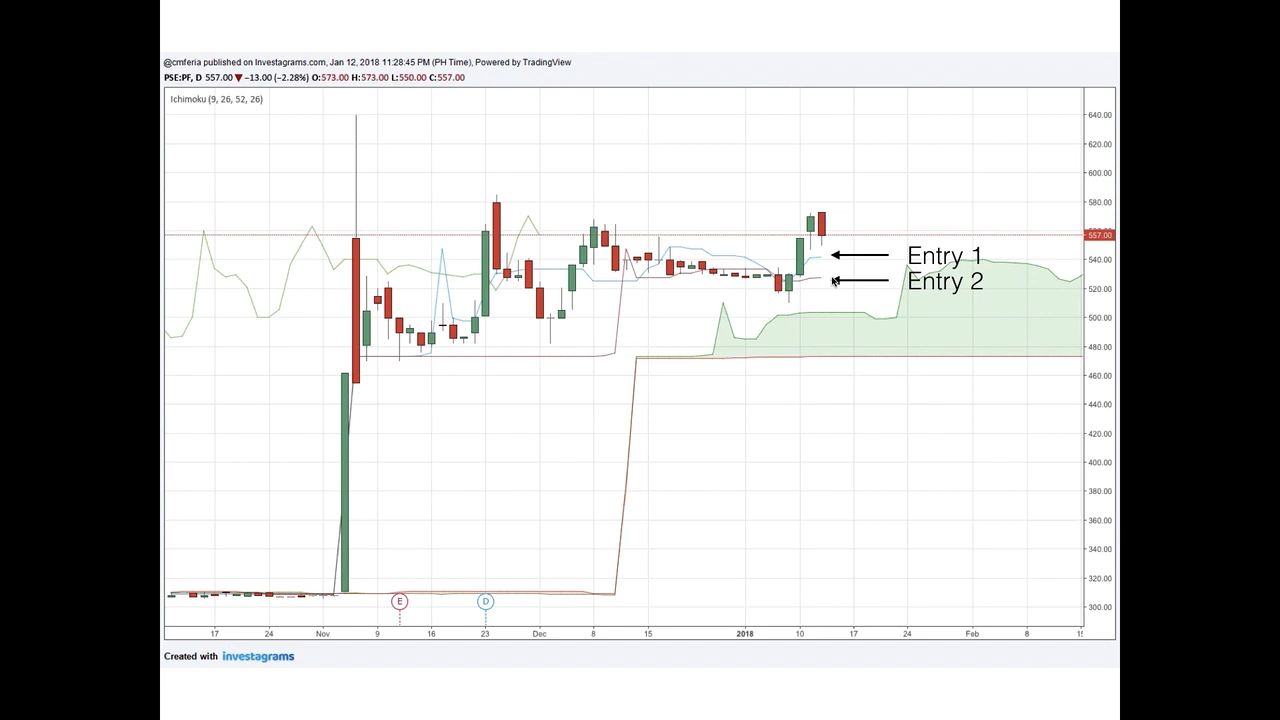 @cmferia published on Investagrams.com, Jan 12, 2018 11:28:45 PM (PH Time), Powered by TradingView
PSE:PF, D 557.00 ▼ −13.00 (−2.28%) O:573.00 H:573.00 L:550.00 C:557.00
Ichimoku (9, 26, 52, 26)
640.00
620.00
600.00
580.00
557.00
540.00
520.00
500.00
480.00
460.00
440.00
420.00
400.00
380.00
360.00
340.00
320.00
300.00
Entry 1
Entry 2
E
D
17 24 Nov 9 16 23 Dec 8 15 2018 10 17 24 Feb 8
Created with investagrams